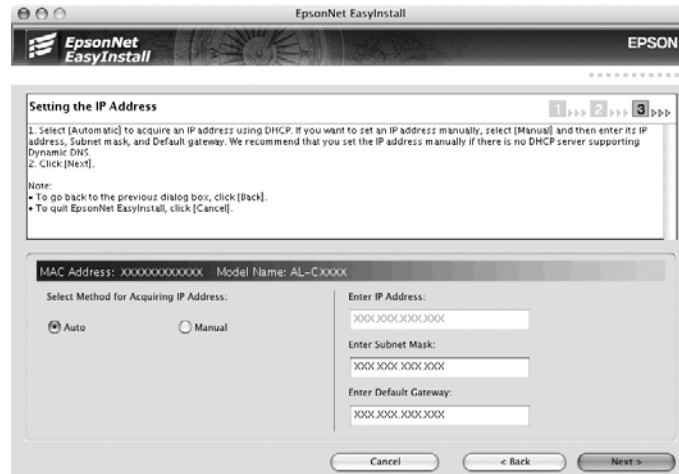 EpsonNet EasyInstall
EpsonNet
EasyInstall
EPSON
Setting the IP Address
1 2 3
1. Select [Automatic] to acquire an IP address using DHCP. If you want to set an IP address manually, select [Manual] and then enter its IP
address, Subnet mask, and Default gateway. We recommend that you set the IP address manually if there is no DHCP server supporting
Dynamic DNS.
2. Click [Next].
Note:
• To go back to the previous dialog box, click [Back].
• To quit EpsonNet EasyInstall, click [Cancel].
MAC Address: XXXXXXXXXXXX Model Name: AL-CXXXX
Select Method for Acquiring IP Address:
Auto Manual
Enter IP Address:
XXX.XXX.XXX.XXX
Enter Subnet Mask:
XXX.XXX.XXX.XXX
Enter Default Gateway:
XXX.XXX.XXX.XXX
Cancel < Back Next >